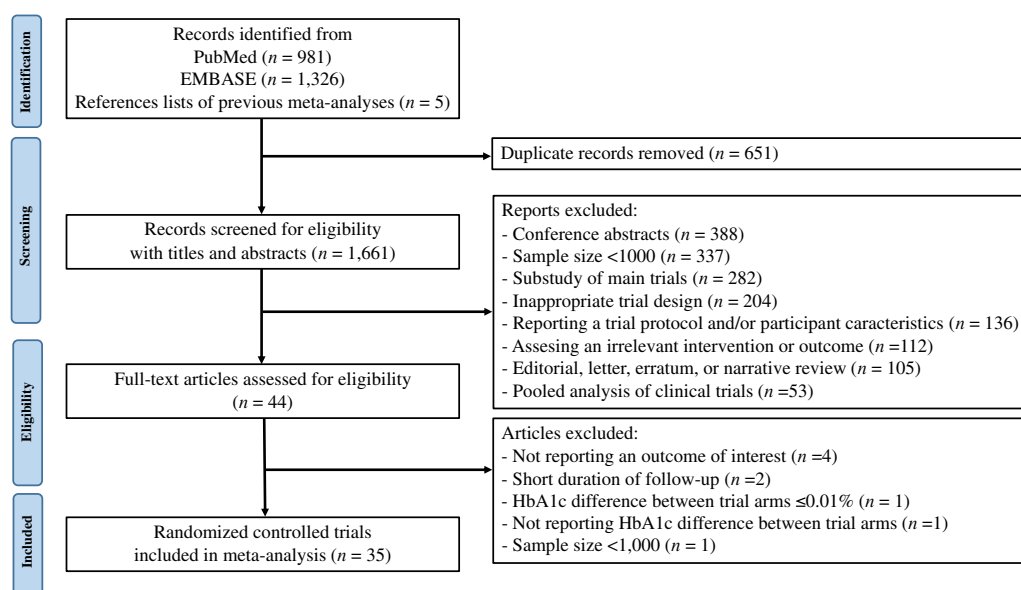 Identification
Records identified from
PubMed (n = 981)
EMBASE (n = 1,326)
References lists of previous meta-analyses (n = 5)
Duplicate records removed (n = 651)
Screening
Records screened for eligibility
with titles and abstracts (n = 1,661)
Reports excluded:
- Conference abstracts (n = 388)
- Sample size <1000 (n = 337)
- Substudy of main trials (n = 282)
- Inappropriate trial design (n = 204)
- Reporting a trial protocol and/or participant caracteristics (n = 136)
- Assesing an irrelevant intervention or outcome (n =112)
- Editorial, letter, erratum, or narrative review (n = 105)
- Pooled analysis of clinical trials (n =53)
Eligibility
Full-text articles assessed for eligibility
(n = 44)
Articles excluded:
- Not reporting an outcome of interest (n =4)
- Short duration of follow-up (n =2)
- HbA1c difference between trial arms ≤0.01% (n = 1)
- Not reporting HbA1c difference between trial arms (n =1)
- Sample size <1,000 (n = 1)
Included
Randomized controlled trials
included in meta-analysis (n = 35)